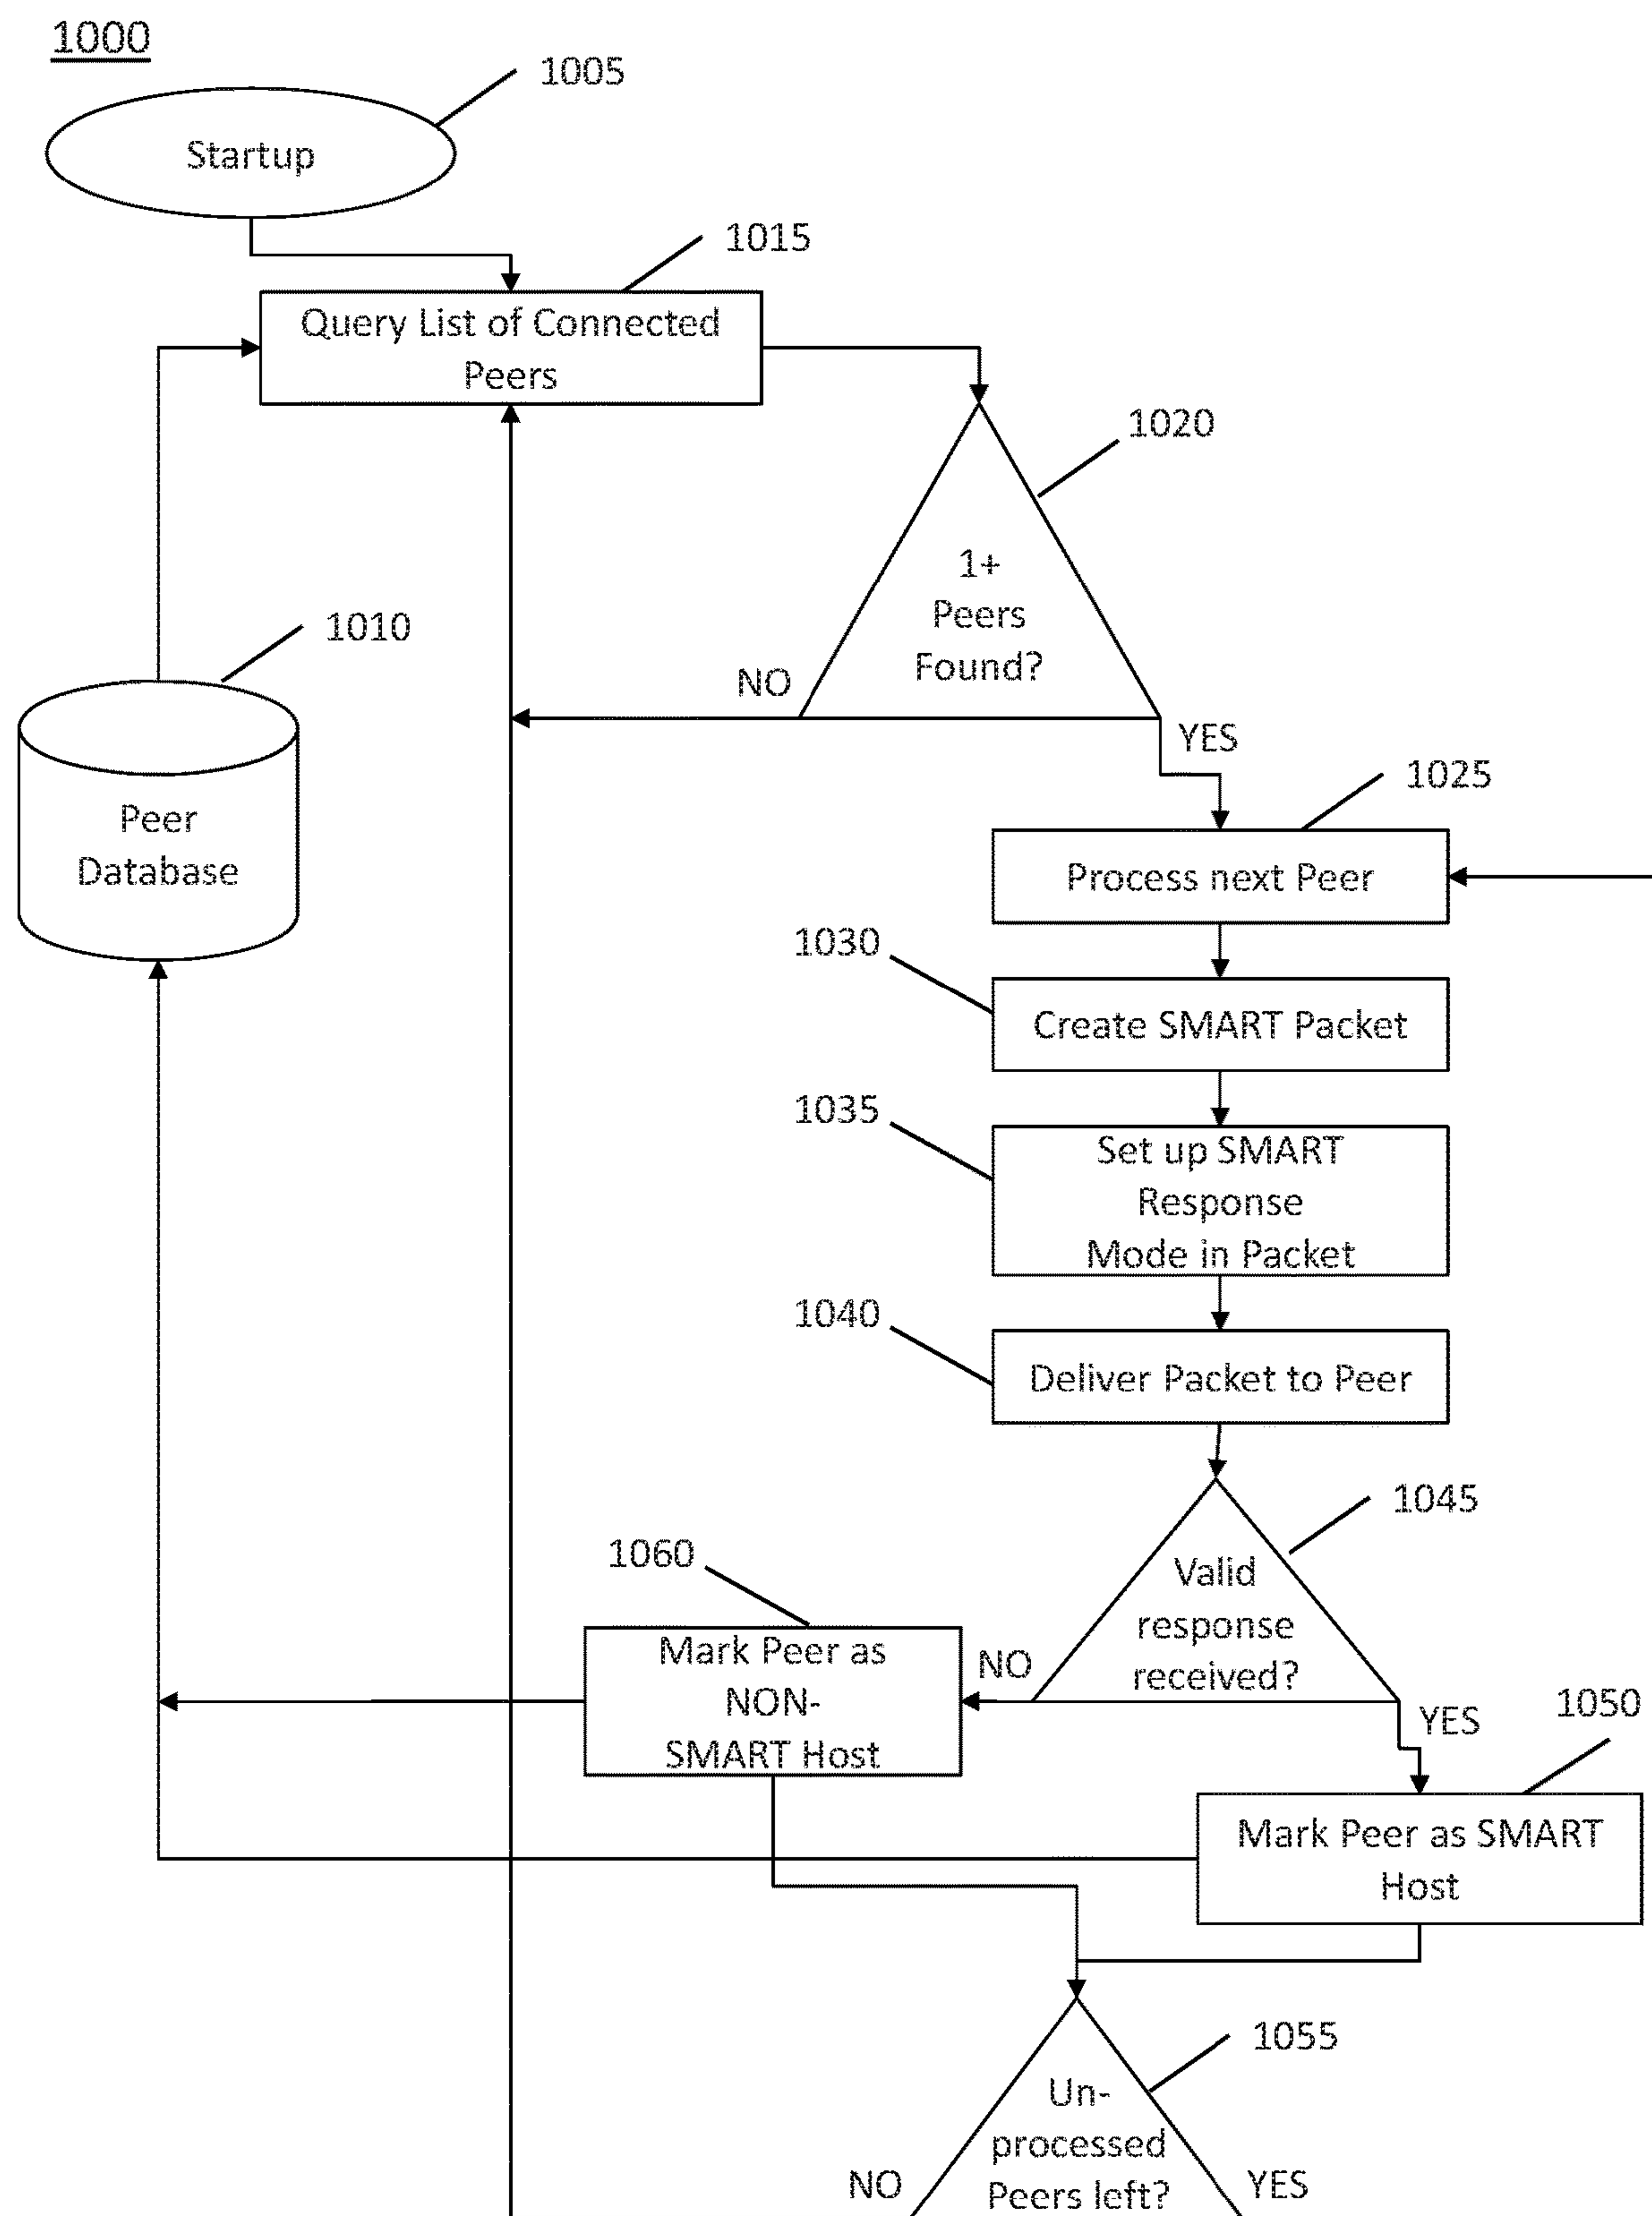 1000
1005
Startup
1015
Query List of Connected
Peers
1020
1+
Peers
Found?
NO
YES
1010
Peer
Database
1025
Process next Peer
1030
Create SMART Packet
1035
Set up SMART
Response
Mode in Packet
1040
Deliver Packet to Peer
1045
Valid
response
received?
NO
YES
1060
Mark Peer as
NON-
SMART Host
1050
Mark Peer as SMART
Host
1055
Un-
processed
Peers left?
NO
YES